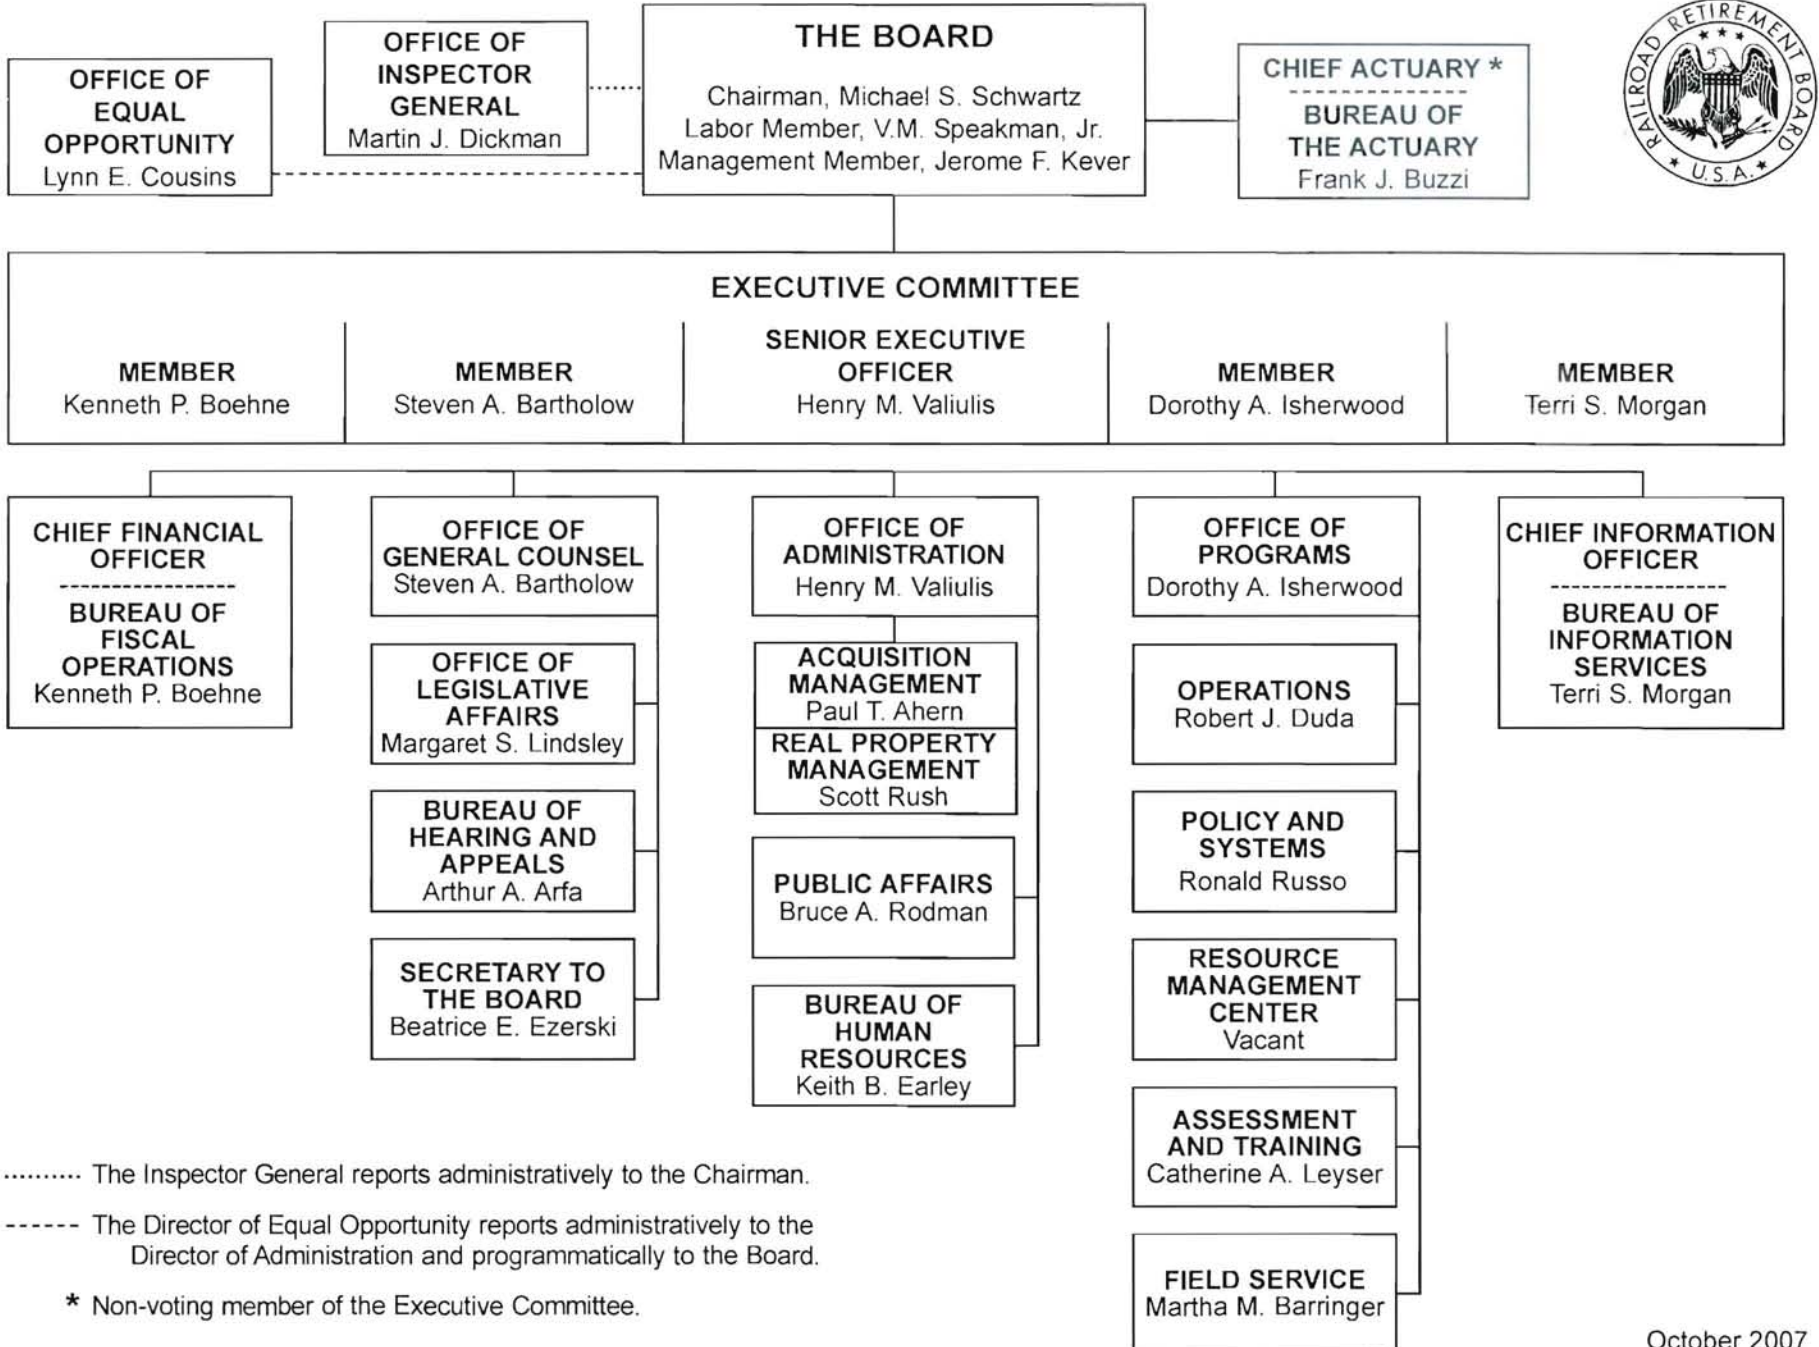 OFFICE OF
EQUAL
OPPORTUNITY
Lynn E. Cousins
OFFICE OF
INSPECTOR
GENERAL
Martin J. Dickman
THE BOARD
Chairman, Michael S. Schwartz
Labor Member, V.M. Speakman, Jr.
Management Member, Jerome F. Kever
CHIEF ACTUARY *
BUREAU OF
THE ACTUARY
Frank J. Buzzi
RAILROAD RETIREMENT BOARD
* U.S.A. *
EXECUTIVE COMMITTEE
MEMBER
Kenneth P. Boehne
MEMBER
Steven A. Bartholow
SENIOR EXECUTIVE
OFFICER
Henry M. Valiulis
MEMBER
Dorothy A. Isherwood
MEMBER
Terri S. Morgan
CHIEF FINANCIAL
OFFICER
BUREAU OF
FISCAL
OPERATIONS
Kenneth P. Boehne
OFFICE OF
GENERAL COUNSEL
Steven A. Bartholow
OFFICE OF
LEGISLATIVE
AFFAIRS
Margaret S. Lindsley
BUREAU OF
HEARING AND
APPEALS
Arthur A. Arfa
SECRETARY TO
THE BOARD
Beatrice E. Ezerski
OFFICE OF
ADMINISTRATION
Henry M. Valiulis
ACQUISITION
MANAGEMENT
Paul T. Ahern
REAL PROPERTY
MANAGEMENT
Scott Rush
PUBLIC AFFAIRS
Bruce A. Rodman
BUREAU OF
HUMAN
RESOURCES
Keith B. Earley
OFFICE OF
PROGRAMS
Dorothy A. Isherwood
OPERATIONS
Robert J. Duda
POLICY AND
SYSTEMS
Ronald Russo
RESOURCE
MANAGEMENT
CENTER
Vacant
ASSESSMENT
AND TRAINING
Catherine A. Leyser
FIELD SERVICE
Martha M. Barringer
CHIEF INFORMATION
OFFICER
BUREAU OF
INFORMATION
SERVICES
Terri S. Morgan
.......... The Inspector General reports administratively to the Chairman.
------ The Director of Equal Opportunity reports administratively to the
Director of Administration and programmatically to the Board.
* Non-voting member of the Executive Committee.
October 2007